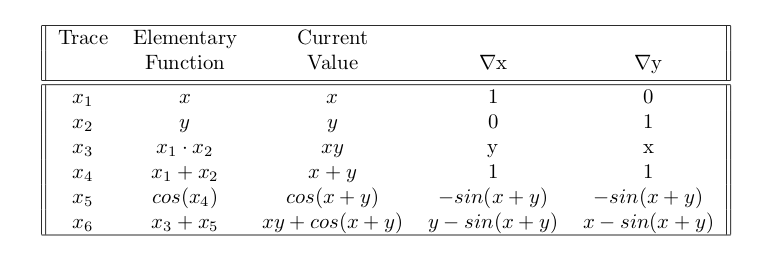 Trace Elementary Current
Function Value ∇x ∇y
x₁ x x 1 0
x₂ y y 0 1
x₃ x₁ · x₂ xy y x
x₄ x₁ + x₂ x + y 1 1
x₅ cos(x₄) cos(x + y) −sin(x + y) −sin(x + y)
x₆ x₃ + x₅ xy + cos(x + y) y − sin(x + y) x − sin(x + y)